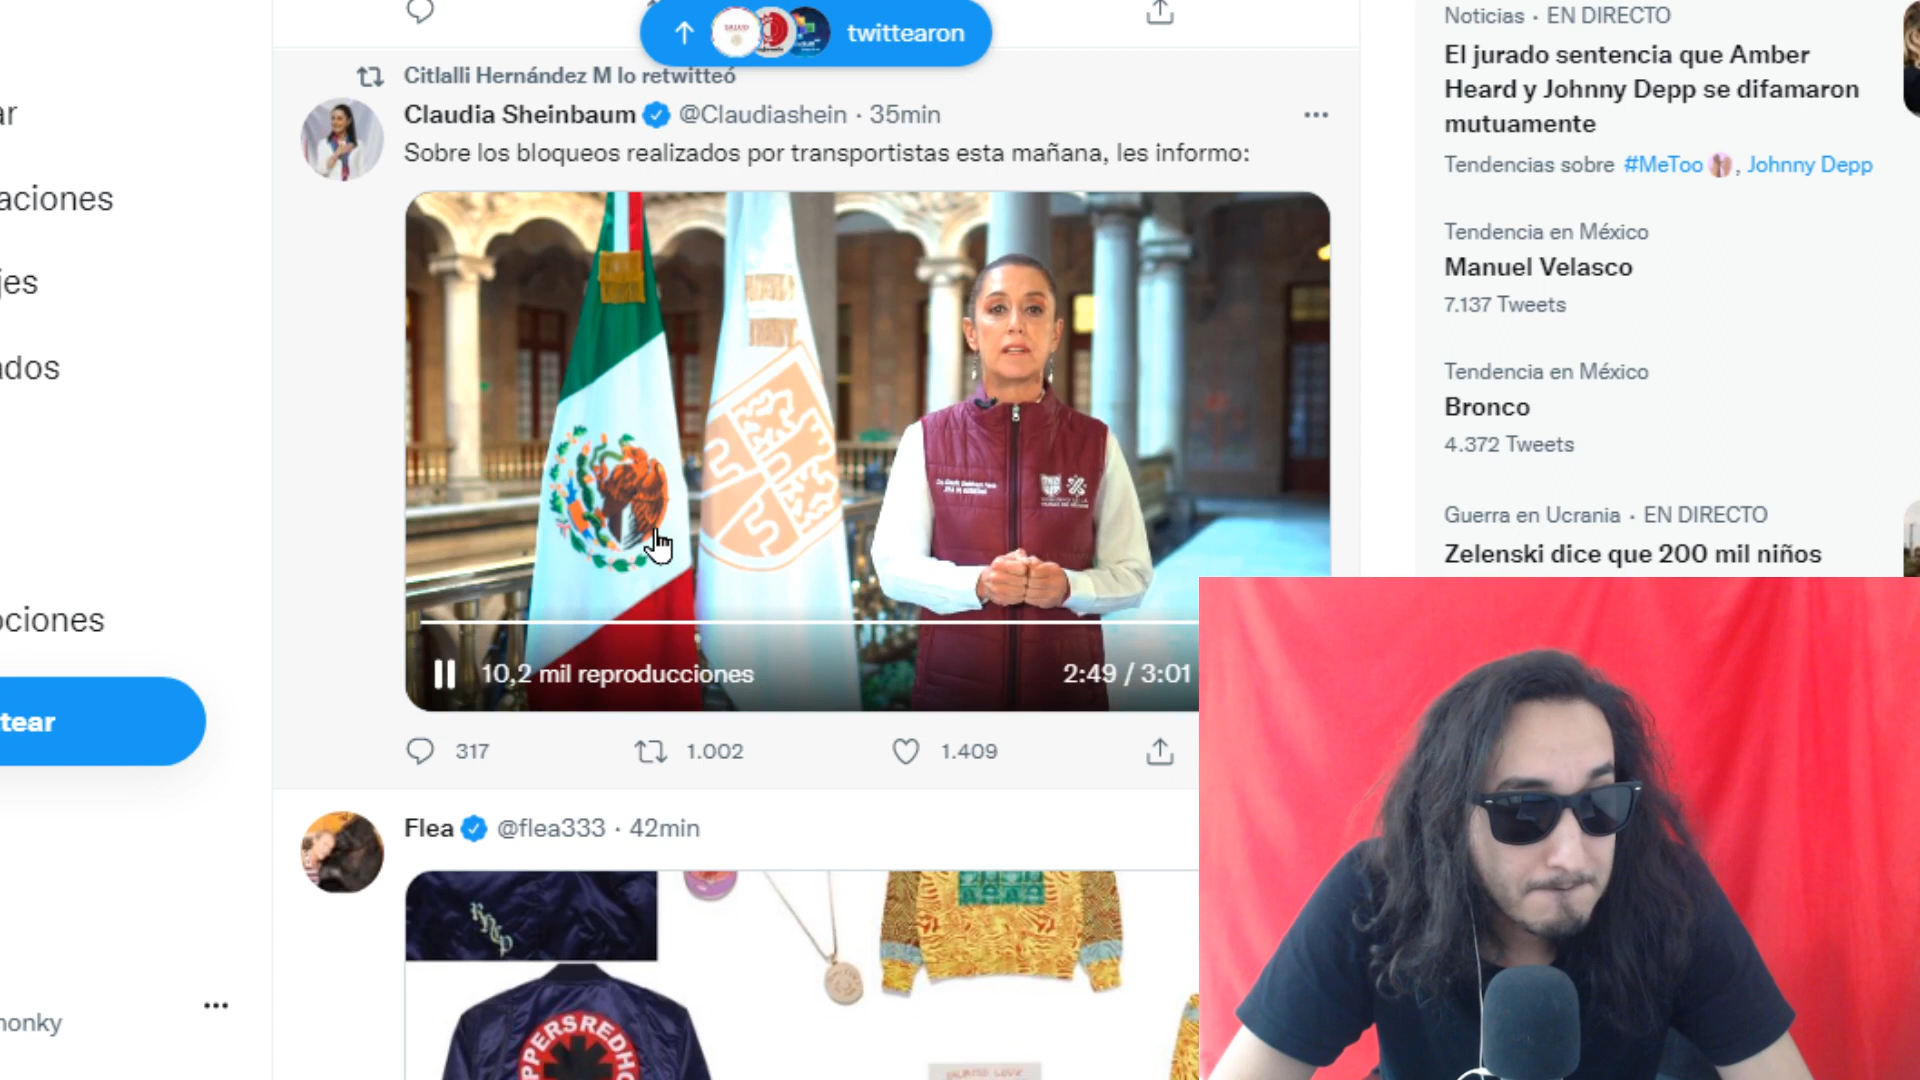 twittearon
Citlalli Hernández M lo retwitteó
Claudia Sheinbaum @Claudiashein · 35min
Sobre los bloqueos realizados por transportistas esta mañana, les informo:
10,2 mil reproducciones
2:49 / 3:01
317
1.002
1.409
Flea @flea333 · 42min
PPERSREDHO
ar
aciones
jes
ados
ociones
tear
honky
Noticias · EN DIRECTO
El jurado sentencia que Amber
Heard y Johnny Depp se difamaron
mutuamente
Tendencias sobre #MeToo, Johnny Depp
Tendencia en México
Manuel Velasco
7.137 Tweets
Tendencia en México
Bronco
4.372 Tweets
Guerra en Ucrania · EN DIRECTO
Zelenski dice que 200 mil niños